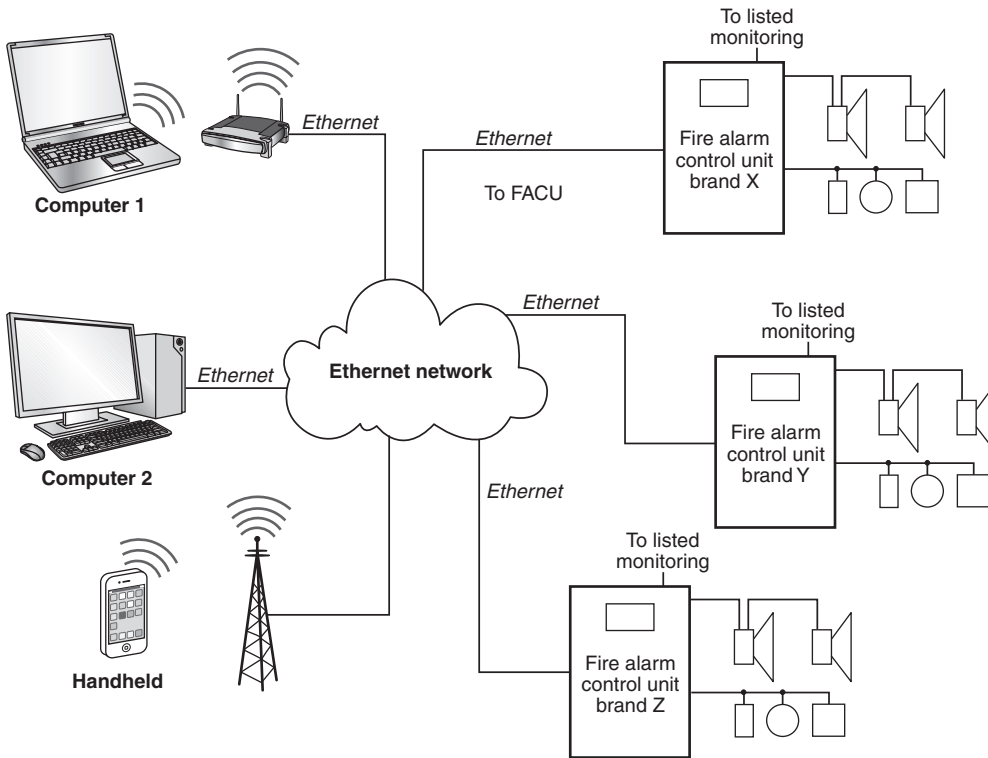 To listed
monitoring
Ethernet
Ethernet
Fire alarm
control unit
brand X
To FACU
Computer 1
To listed
monitoring
Ethernet
Ethernet
Ethernet network
Fire alarm
control unit
brand Y
Computer 2
Ethernet
To listed
monitoring
Fire alarm
control unit
brand Z
Handheld